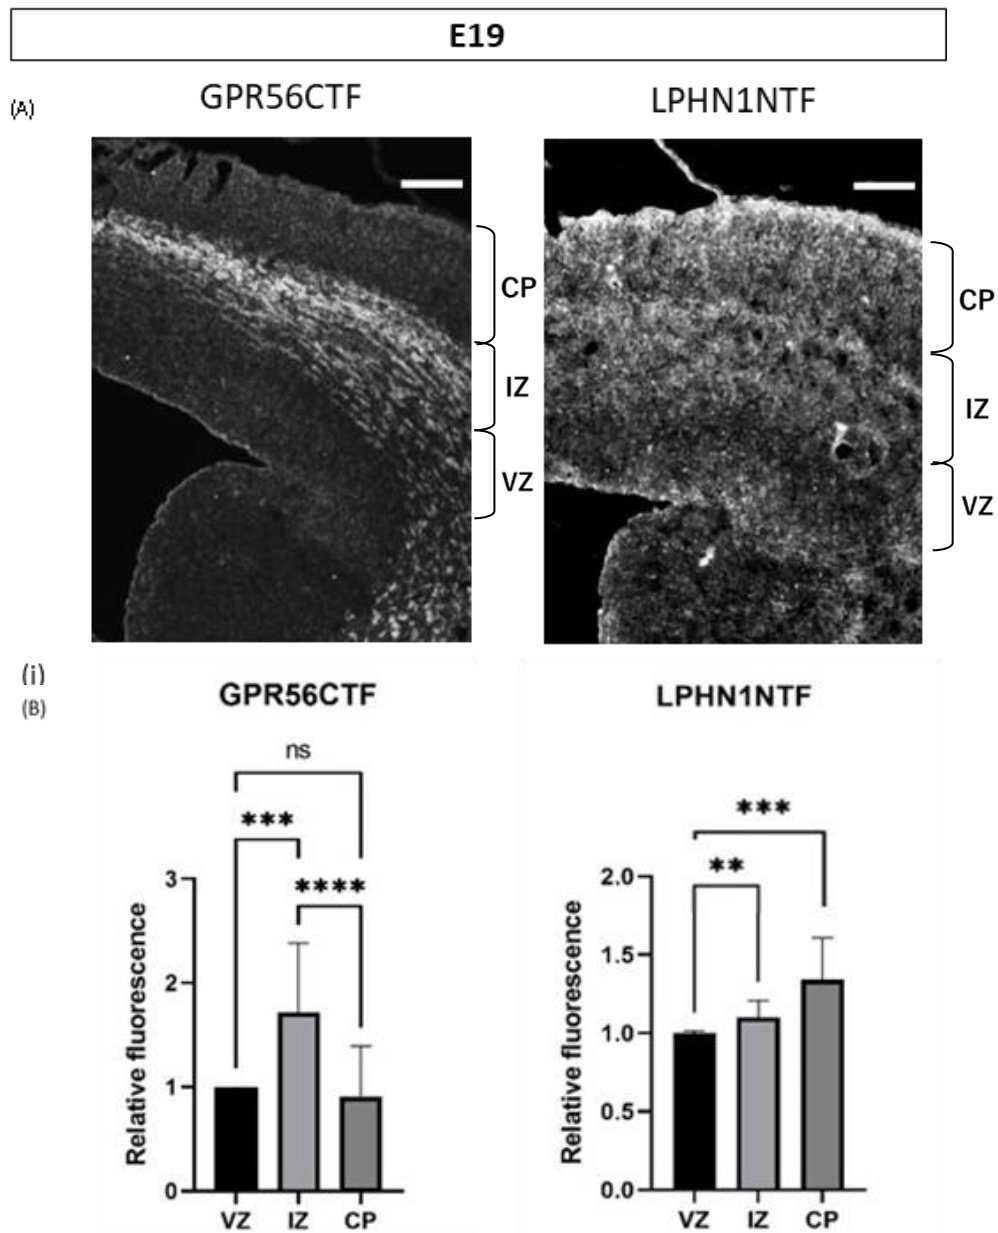 E19
(A)
GPR56CTF
LPHN1NTF
CP
IZ
VZ
CP
IZ
VZ
(i)
(B)
GPR56CTF
ns
***
****
Relative fluorescence
3
2
1
0
VZ IZ CP
LPHN1NTF
***
**
Relative fluorescence
2.0
1.5
1.0
0.5
0.0
VZ IZ CP